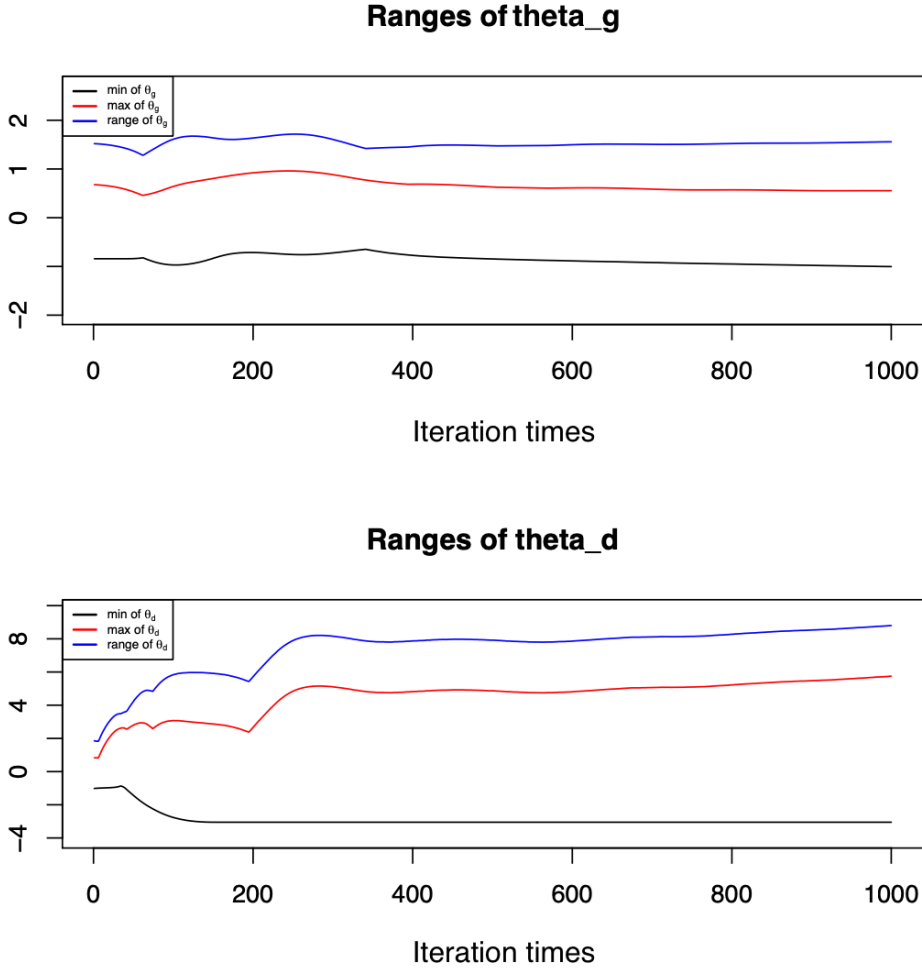 Ranges of theta_g
min of θg
max of θg
range of θg
2
1
0
−2
0 200 400 600 800 1000
Iteration times
Ranges of theta_d
min of θd
max of θd
range of θd
8
4
0
−4
0 200 400 600 800 1000
Iteration times